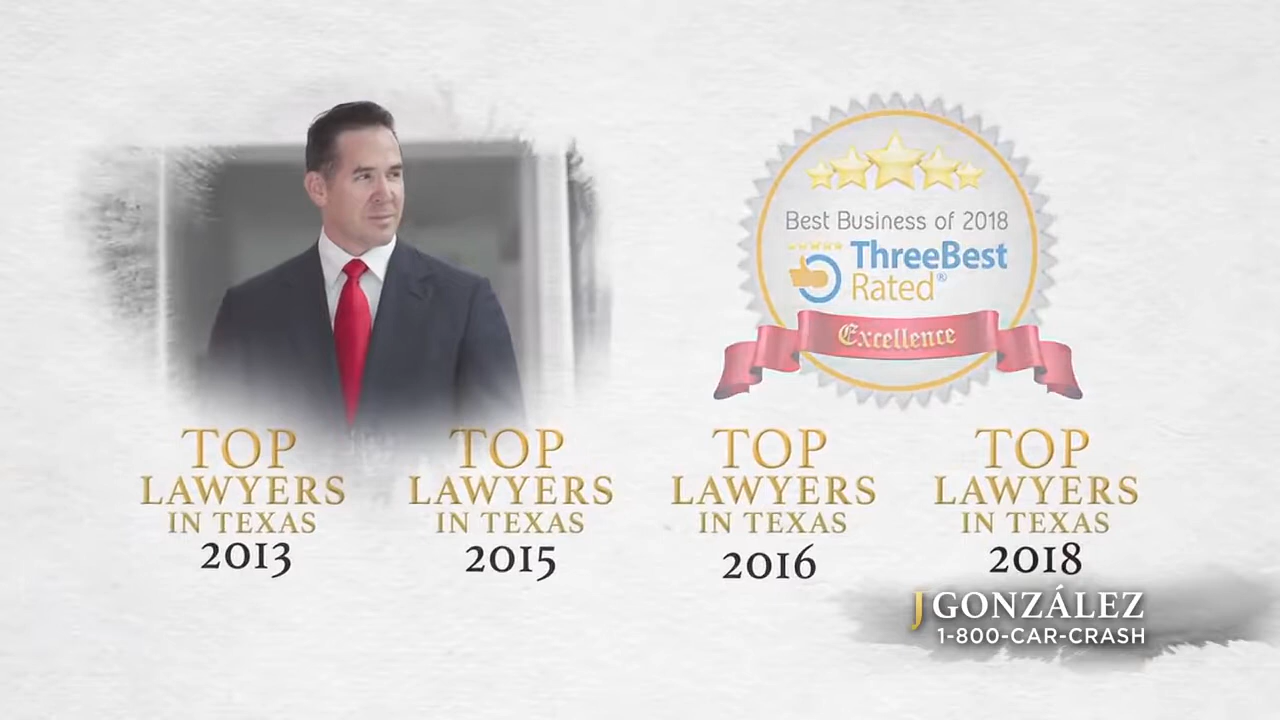 Best Business of 2018
ThreeBest
Rated®
Excellence
TOP
LAWYERS
IN TEXAS
2013
TOP
LAWYERS
IN TEXAS
2015
TOP
LAWYERS
IN TEXAS
2016
TOP
LAWYERS
IN TEXAS
2018
J GONZÁLEZ
1-800-CAR-CRASH